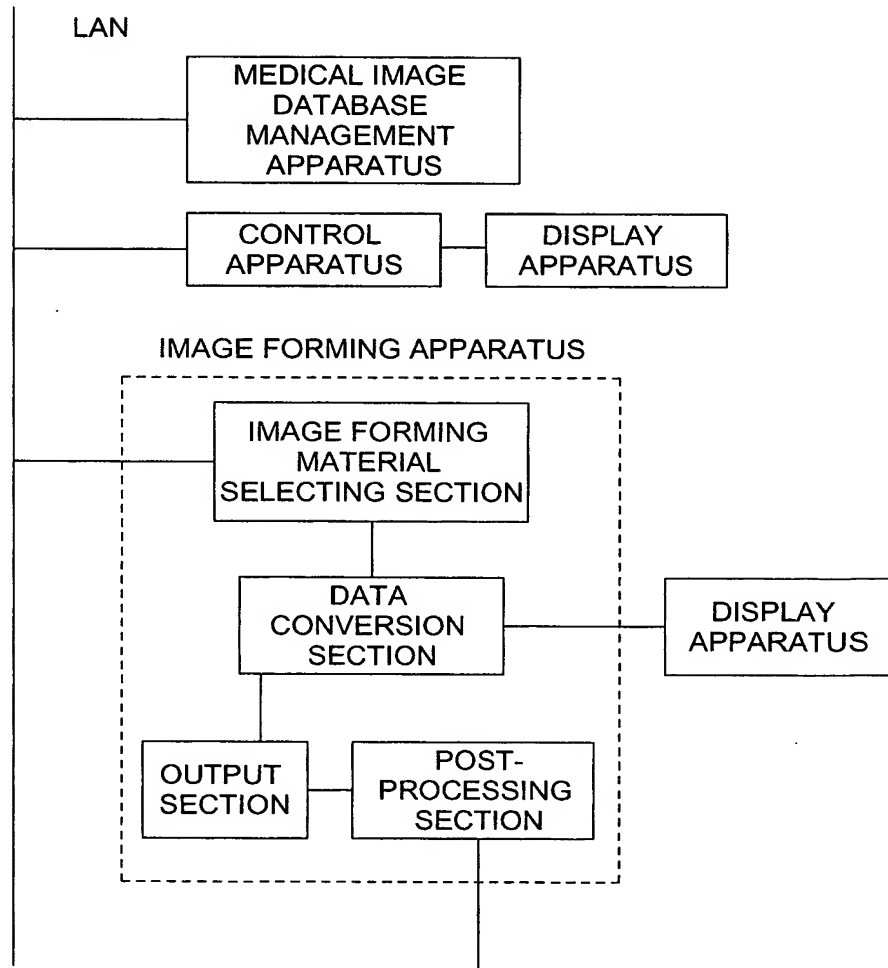 LAN
MEDICAL IMAGE
DATABASE
MANAGEMENT
APPARATUS
CONTROL
APPARATUS
DISPLAY
APPARATUS
IMAGE FORMING APPARATUS
IMAGE FORMING
MATERIAL
SELECTING SECTION
DATA
CONVERSION
SECTION
DISPLAY
APPARATUS
OUTPUT
SECTION
POST-
PROCESSING
SECTION